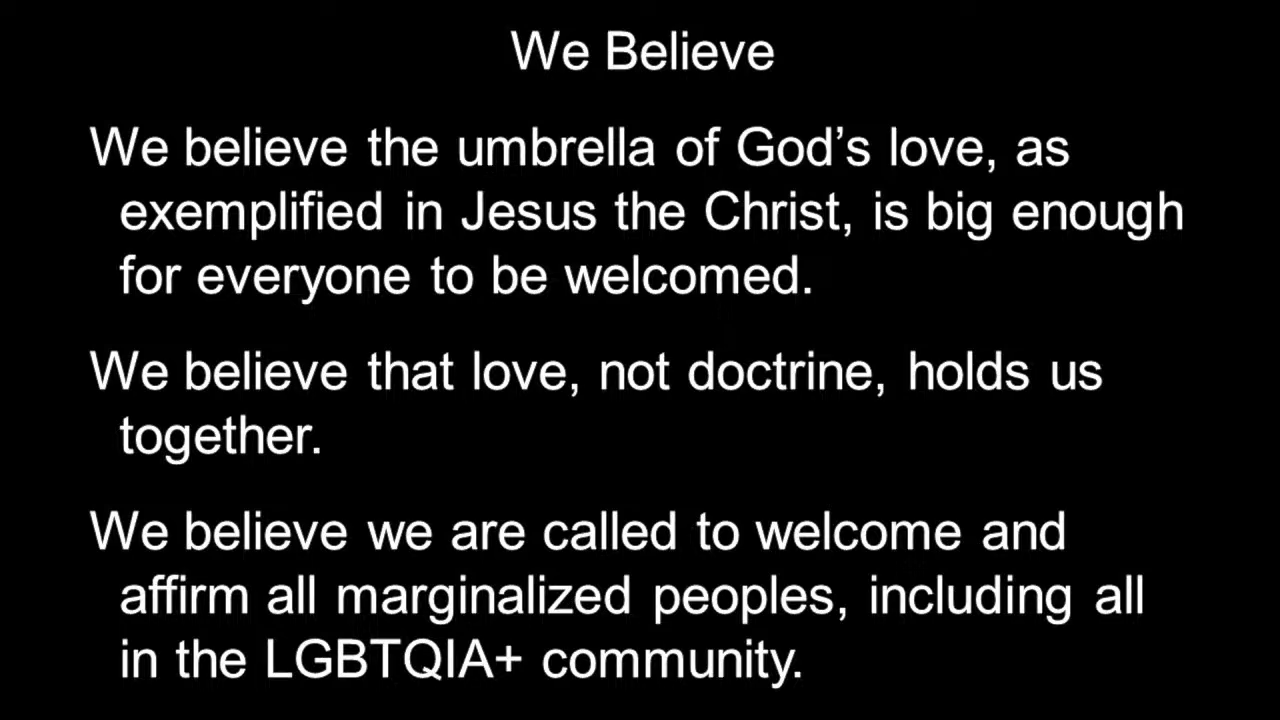 We Believe
We believe the umbrella of God’s love, as
exemplified in Jesus the Christ, is big enough
for everyone to be welcomed.
We believe that love, not doctrine, holds us
together.
We believe we are called to welcome and
affirm all marginalized peoples, including all
in the LGBTQIA+ community.